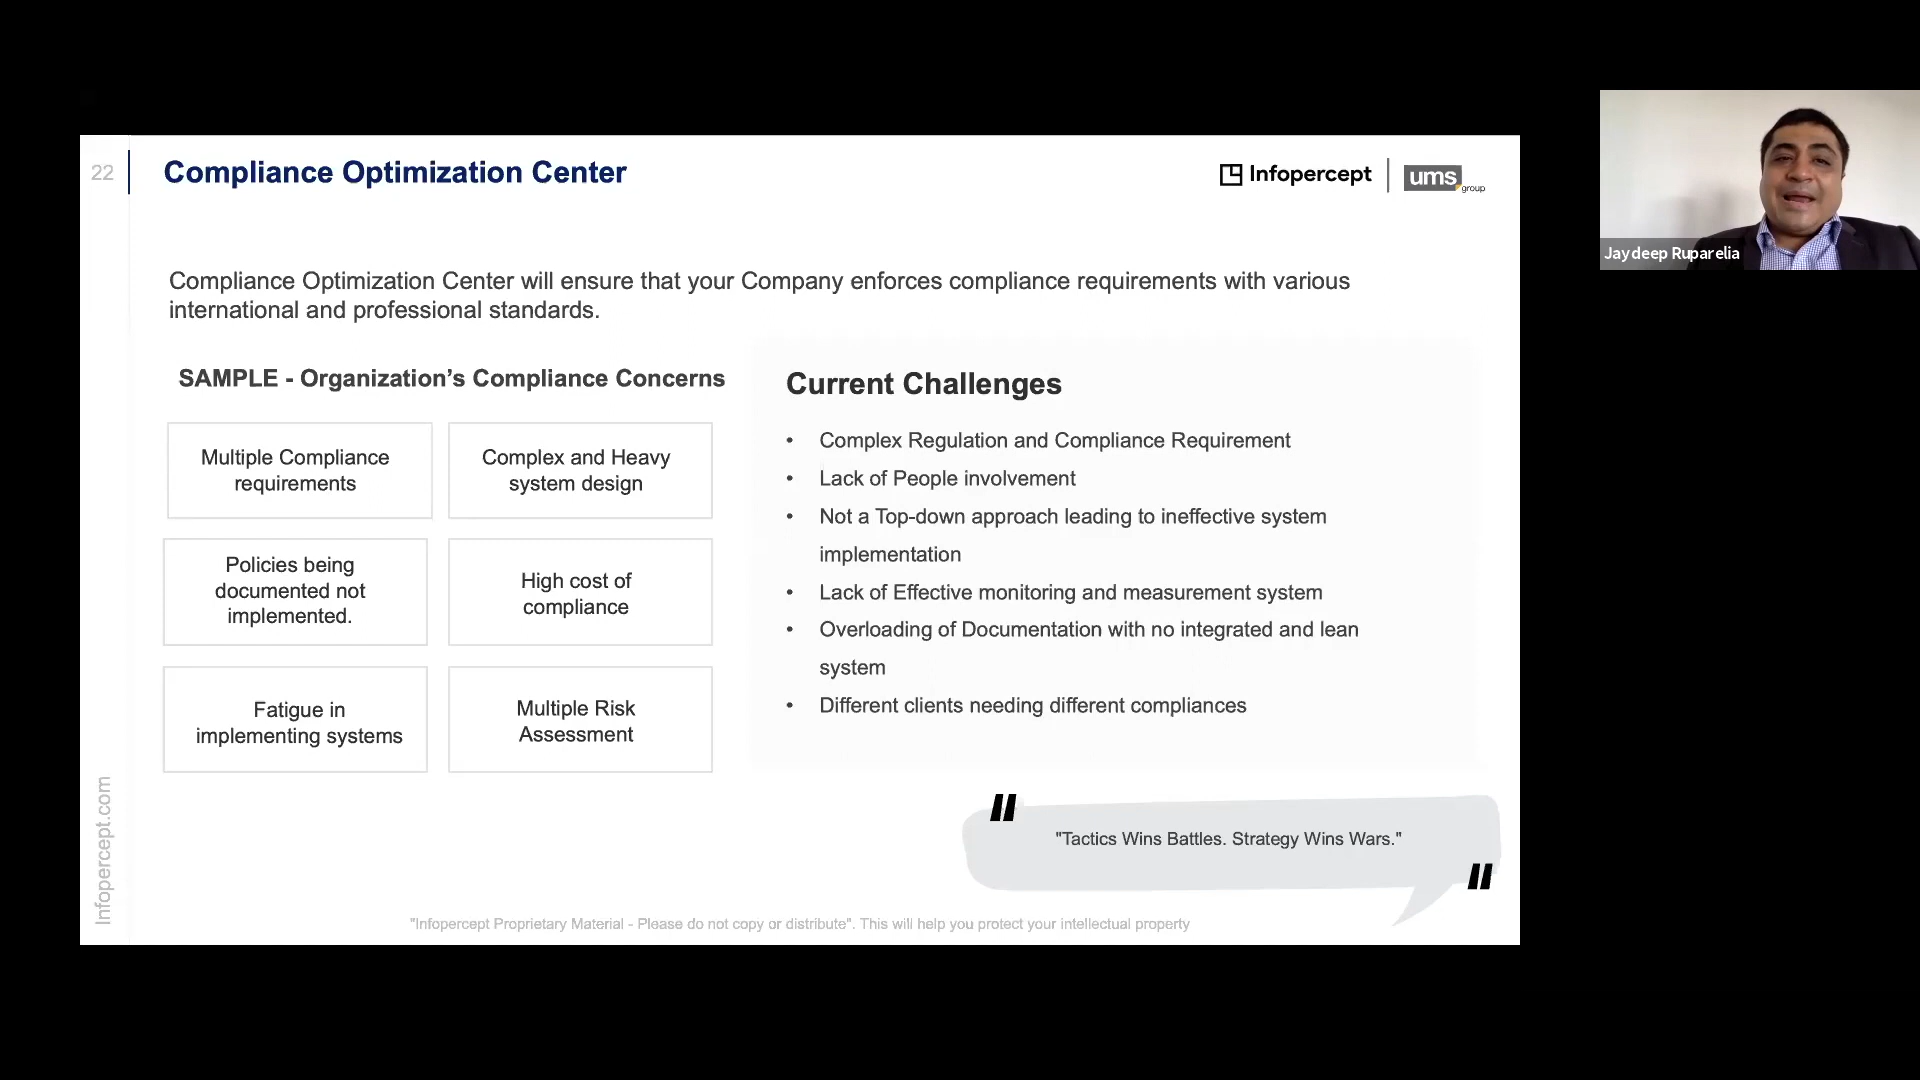 22
Compliance Optimization Center
Infopercept
ums
group
Jaydeep Ruparelia
Compliance Optimization Center will ensure that your Company enforces compliance requirements with various
international and professional standards.
SAMPLE - Organization’s Compliance Concerns
Multiple Compliance
requirements
Complex and Heavy
system design
Policies being
documented not
implemented.
High cost of
compliance
Fatigue in
implementing systems
Multiple Risk
Assessment
Current Challenges
• Complex Regulation and Compliance Requirement
• Lack of People involvement
• Not a Top-down approach leading to ineffective system
implementation
• Lack of Effective monitoring and measurement system
• Overloading of Documentation with no integrated and lean
system
• Different clients needing different compliances
"Tactics Wins Battles. Strategy Wins Wars."
Infopercept.com
"Infopercept Proprietary Material - Please do not copy or distribute". This will help you protect your intellectual property